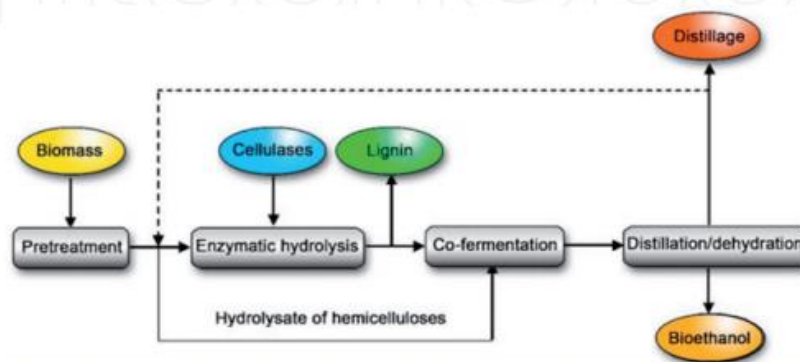 Distillage
Biomass
Cellulases
Lignin
Pretreatment
Enzymatic hydrolysis
Co-fermentation
Distillation/dehydration
Hydrolysate of hemicelluloses
Bioethanol